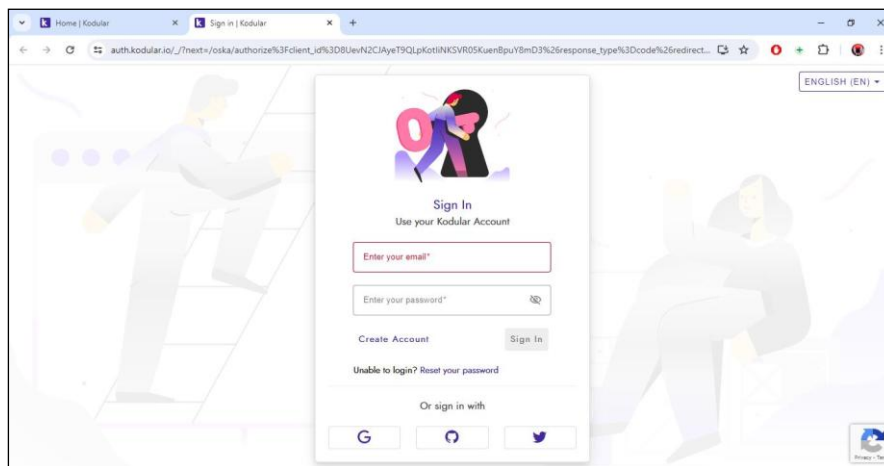 Home | Kodular
Sign in | Kodular
auth.kodular.io/_/?next=/oska/authorize%3Fclient_id%3D8UevN2CJAyeT9QLpKotIiNKSVR05KuenBpuY8mD3%26response_type%3Dcode%26redirect...
ENGLISH (EN)
Sign In
Use your Kodular Account
Enter your email*
Enter your password*
Create Account
Sign In
Unable to login? Reset your password
Or sign in with
Privacy